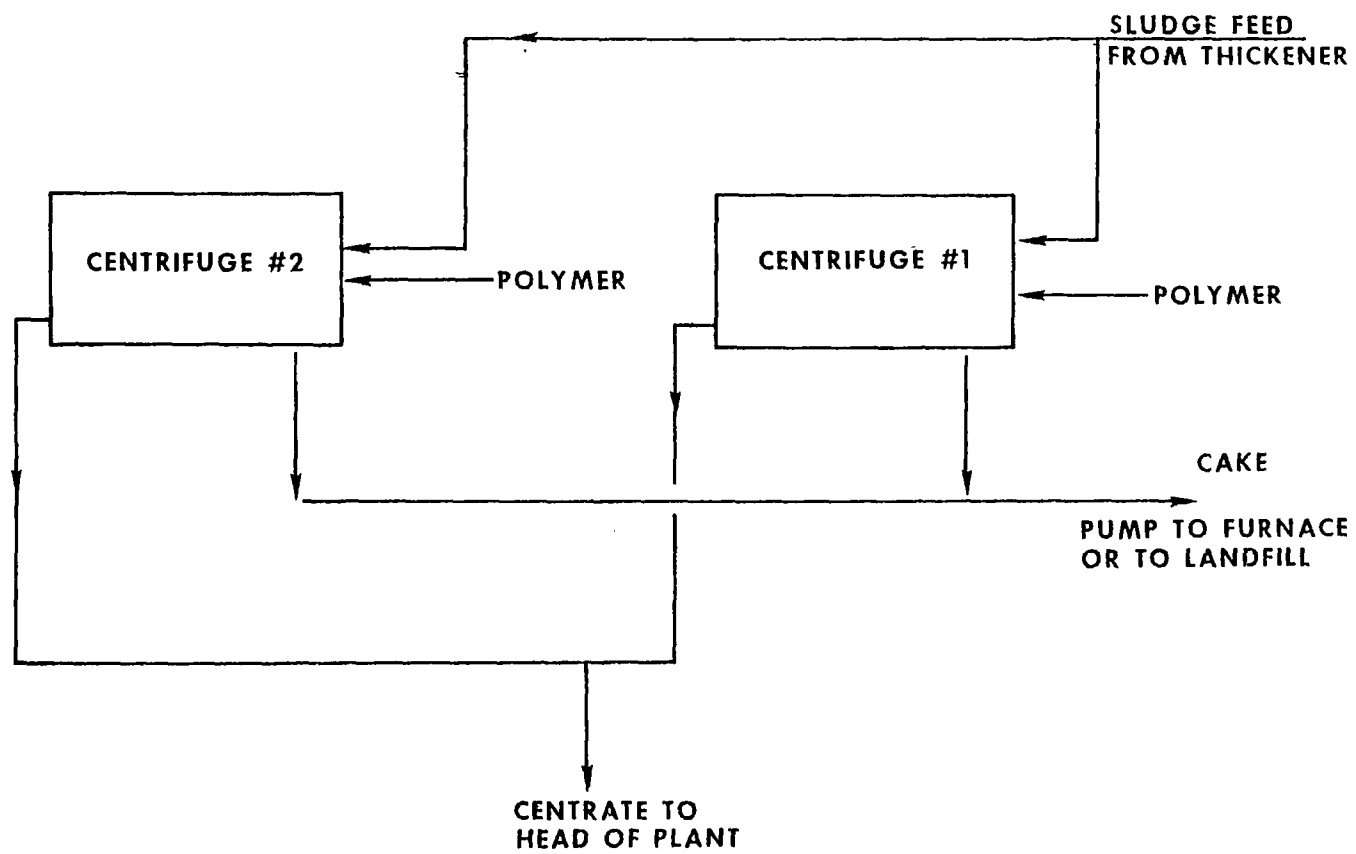 SLUDGE FEED
FROM THICKENER
CENTRIFUGE #2
CENTRIFUGE #1
POLYMER
POLYMER
CAKE
PUMP TO FURNACE
OR TO LANDFILL
CENTRATE TO
HEAD OF PLANT